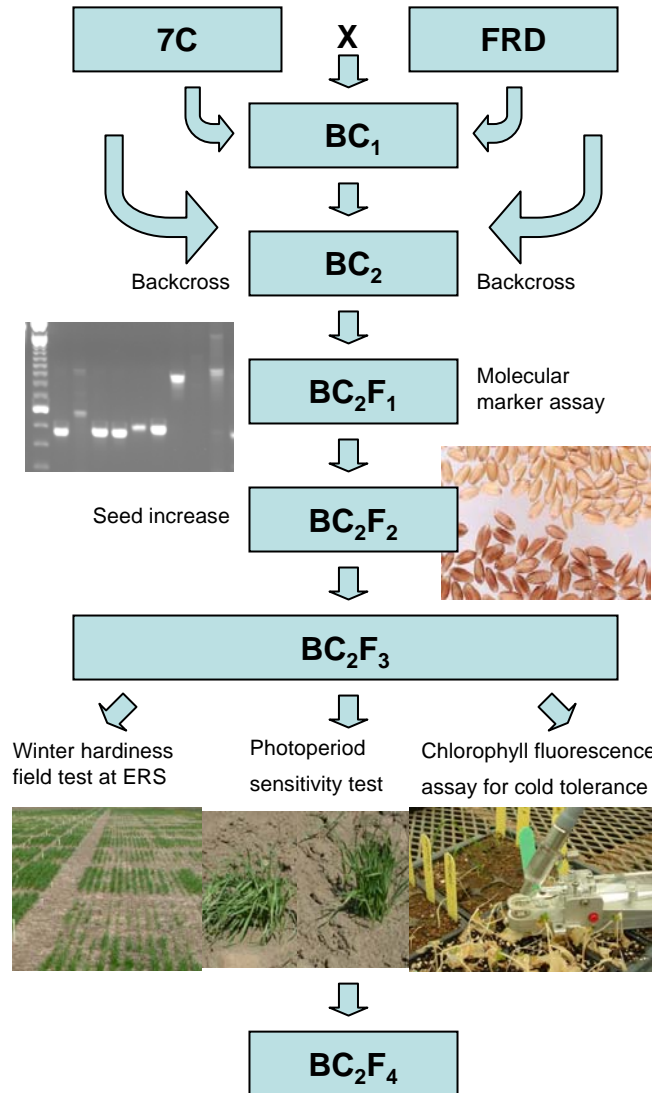 7C
X
FRD
BC₁
BC₂
Backcross
Backcross
BC₂F₁
Molecular
marker assay
Seed increase
BC₂F₂
BC₂F₃
Winter hardiness
field test at ERS
Photoperiod
sensitivity test
Chlorophyll fluorescence
assay for cold tolerance
BC₂F₄